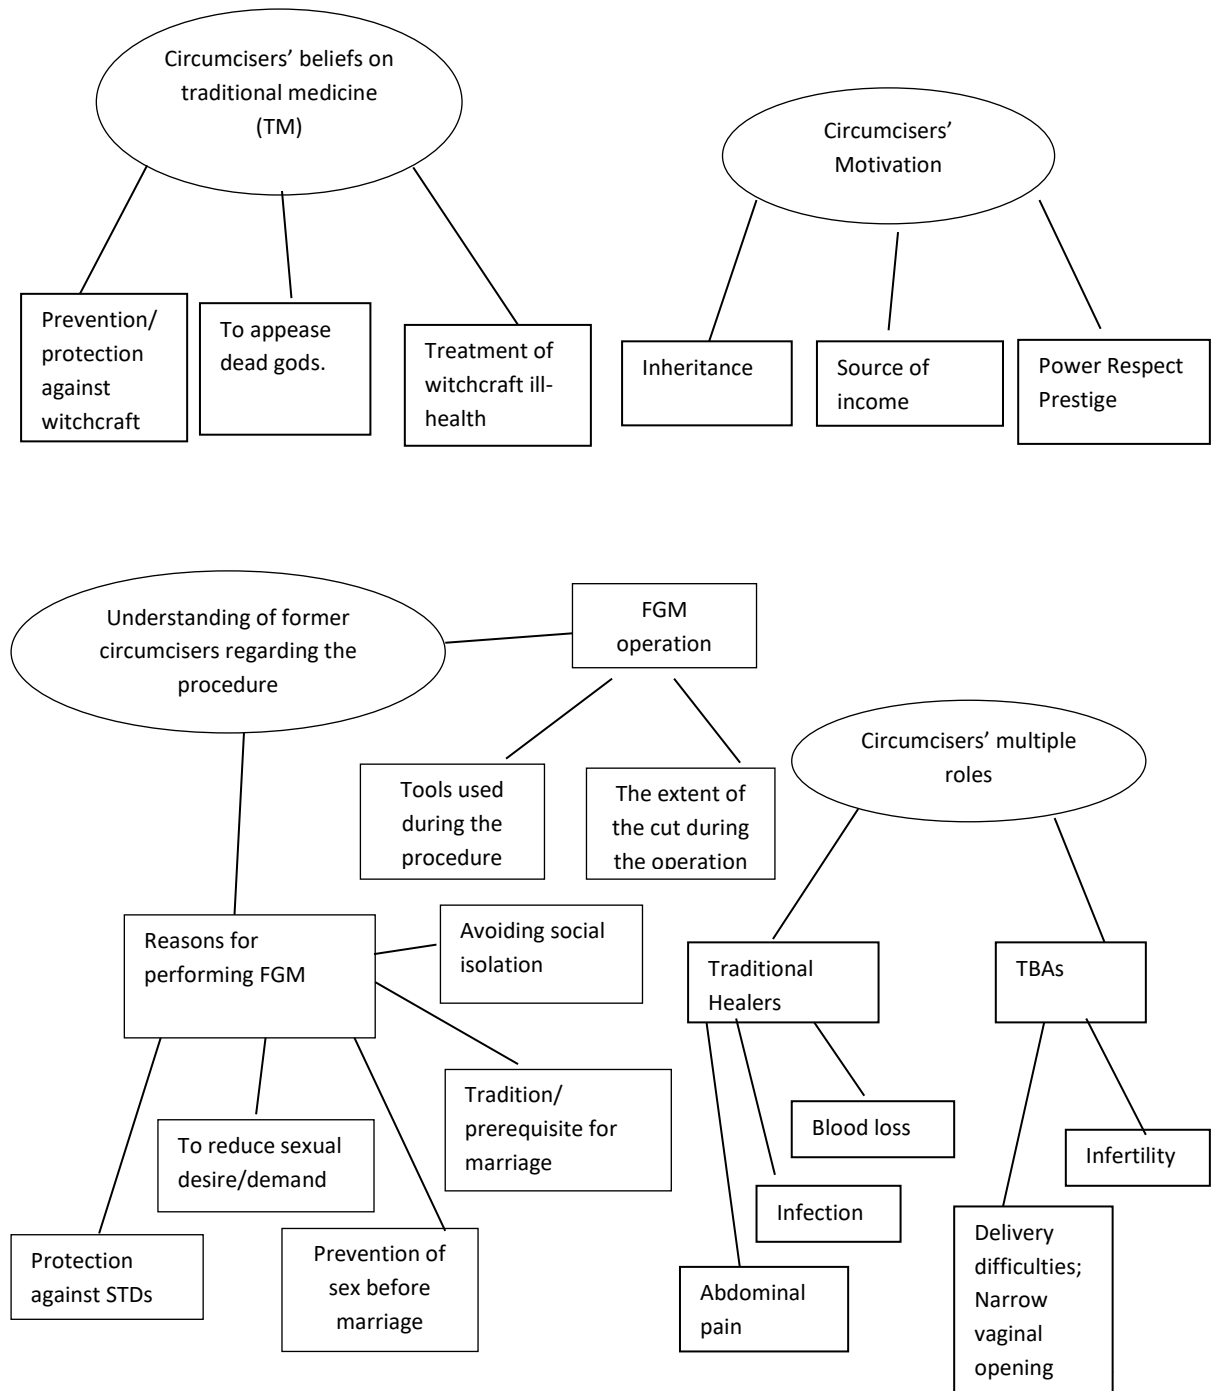 Circumcisers’ beliefs on
traditional medicine
(TM)
Circumcisers’
Motivation
Prevention/
protection
against
witchcraft
To appease
dead gods.
Treatment of
witchcraft ill-
health
Inheritance
Source of
income
Power Respect
Prestige
Understanding of former
circumcisers regarding the
procedure
FGM
operation
Tools used
during the
procedure
The extent of
the cut during
the operation
Circumcisers’ multiple
roles
Reasons for
performing FGM
Avoiding social
isolation
Tradition/
prerequisite for
marriage
To reduce sexual
desire/demand
Protection
against STDs
Prevention of
sex before
marriage
Traditional
Healers
TBAs
Blood loss
Infection
Abdominal
pain
Infertility
Delivery
difficulties;
Narrow
vaginal
opening